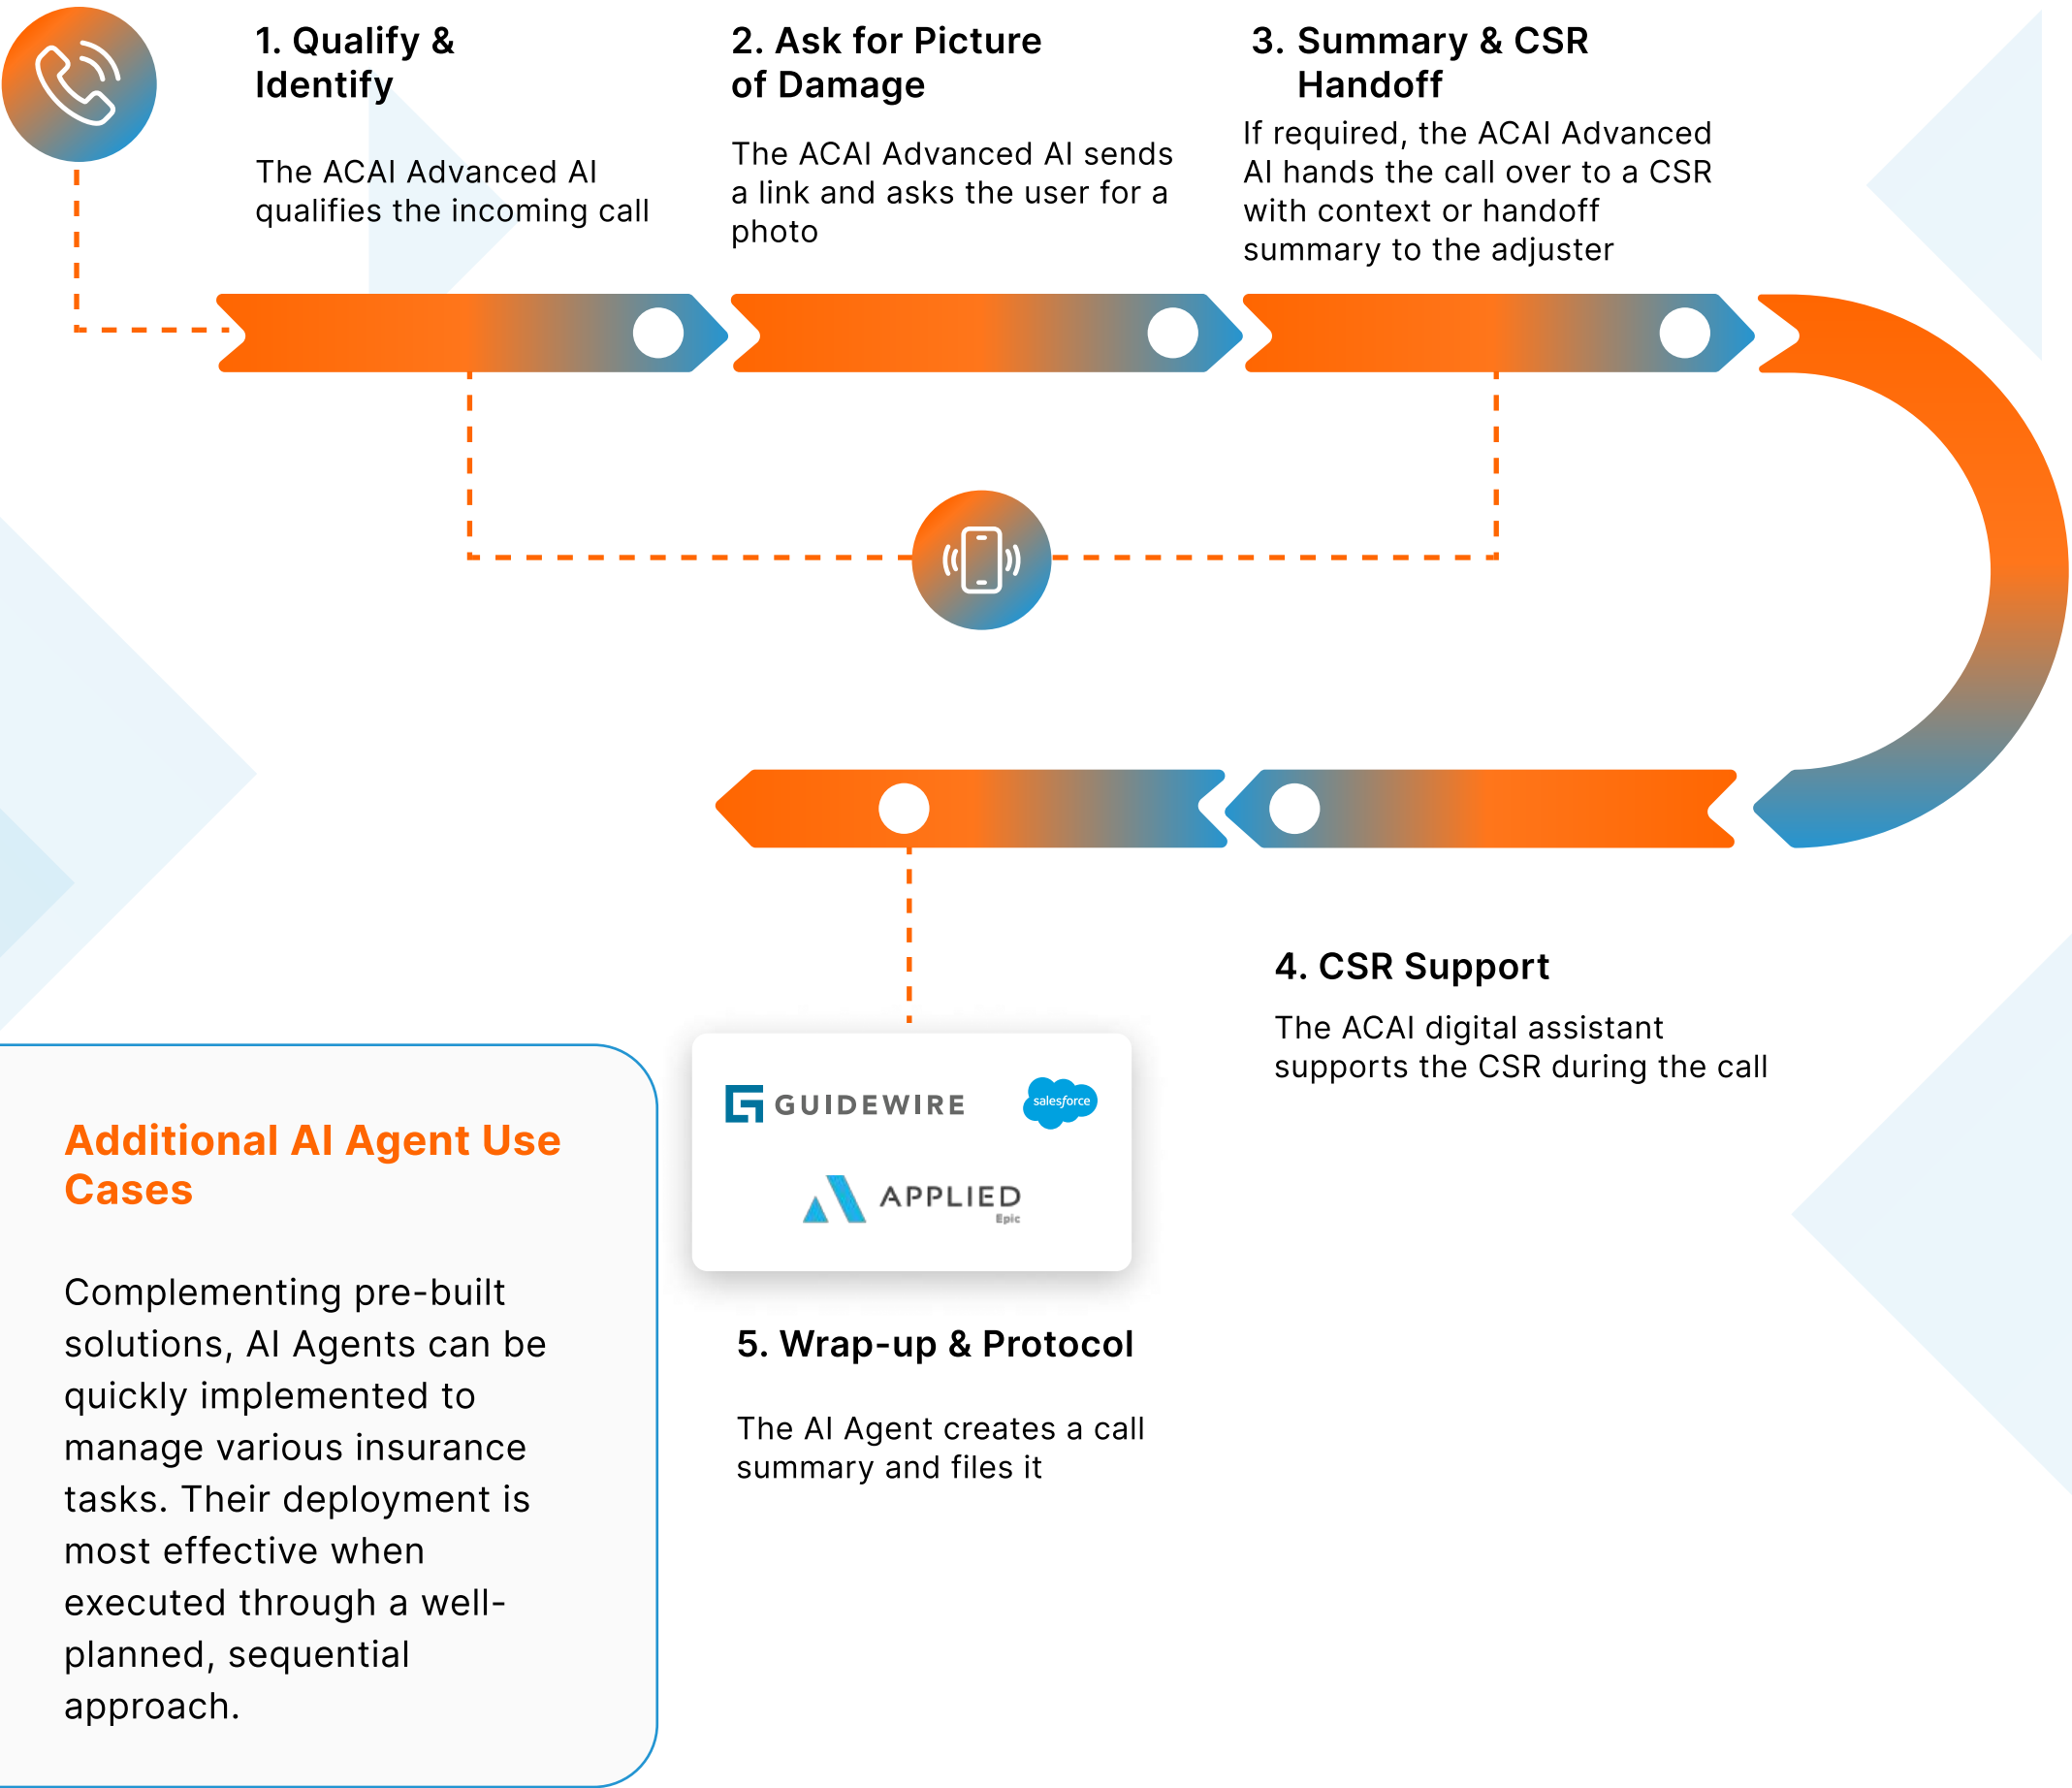 1. Qualify &
Identify
The ACAI Advanced AI
qualifies the incoming call
2. Ask for Picture
of Damage
The ACAI Advanced AI sends
a link and asks the user for a
photo
3. Summary & CSR
Handoff
If required, the ACAI Advanced
AI hands the call over to a CSR
with context or handoff
summary to the adjuster
4. CSR Support
The ACAI digital assistant
supports the CSR during the call
GUIDEWIRE
salesforce
APPLIED
Epic
5. Wrap-up & Protocol
The AI Agent creates a call
summary and files it
Additional AI Agent Use
Cases
Complementing pre-built
solutions, AI Agents can be
quickly implemented to
manage various insurance
tasks. Their deployment is
most effective when
executed through a well-
planned, sequential
approach.